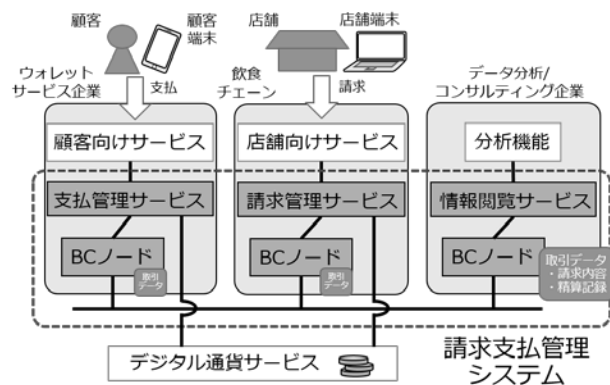 顧客
顧客
端末
店舗
店舗端末
ウォレット
サービス企業
支払
飲食
チェーン
請求
データ分析/
コンサルティング企業
顧客向けサービス
店舗向けサービス
分析機能
支払管理サービス
請求管理サービス
情報閲覧サービス
BCノード
取引
データ
BCノード
取引
データ
BCノード
取引データ
・請求内容
・精算記録
デジタル通貨サービス
請求支払管理
システム